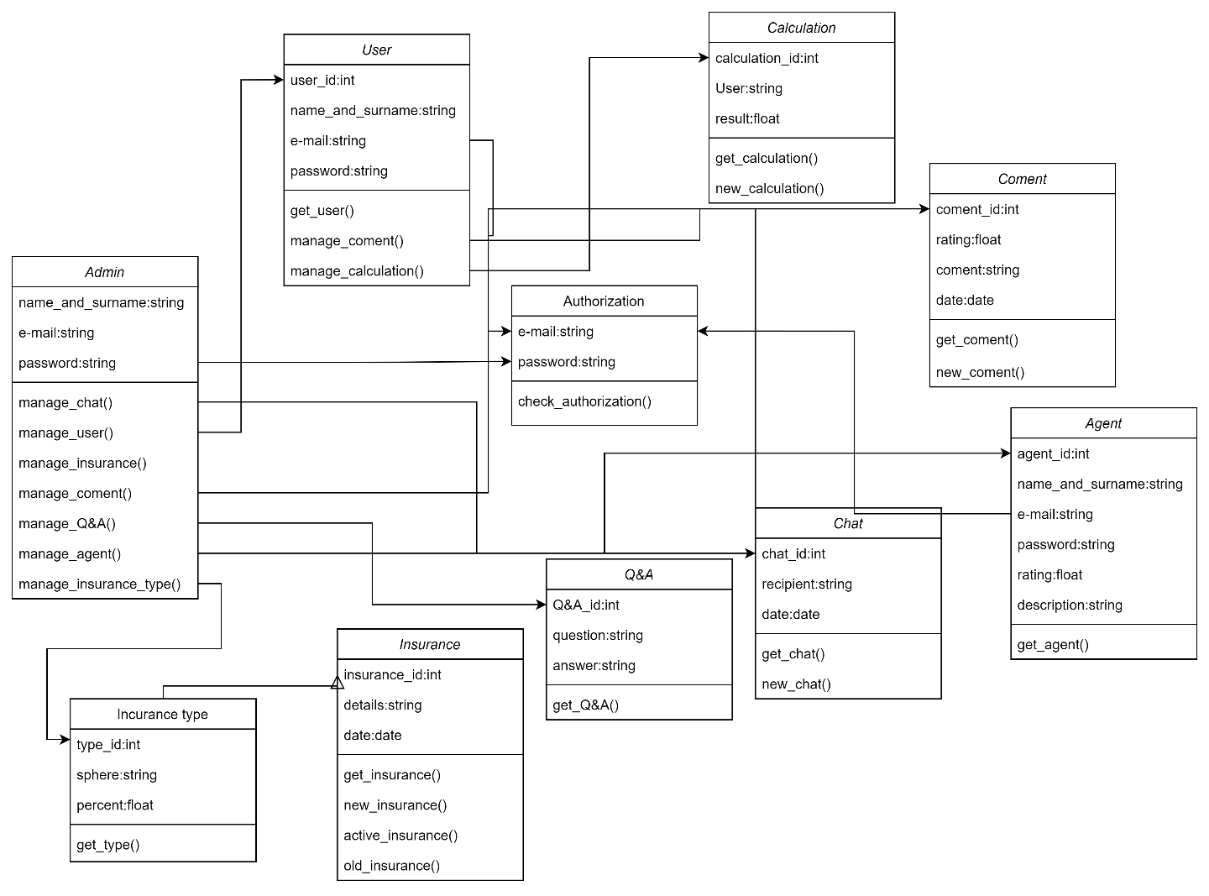 Calculation
calculation_id:int
User:string
result:float
get_calculation()
new_calculation()
User
user_id:int
name_and_surname:string
e-mail:string
password:string
get_user()
manage_coment()
manage_calculation()
Coment
coment_id:int
rating:float
coment:string
date:date
get_coment()
new_coment()
Admin
name_and_surname:string
e-mail:string
password:string
manage_chat()
manage_user()
manage_insurance()
manage_coment()
manage_Q&A()
manage_agent()
manage_insurance_type()
Authorization
e-mail:string
password:string
check_authorization()
Agent
agent_id:int
name_and_surname:string
e-mail:string
password:string
rating:float
description:string
get_agent()
Chat
chat_id:int
recipient:string
date:date
get_chat()
new_chat()
Q&A
Q&A_id:int
question:string
answer:string
get_Q&A()
Insurance
insurance_id:int
details:string
date:date
get_insurance()
new_insurance()
active_insurance()
old_insurance()
Incurance type
type_id:int
sphere:string
percent:float
get_type()